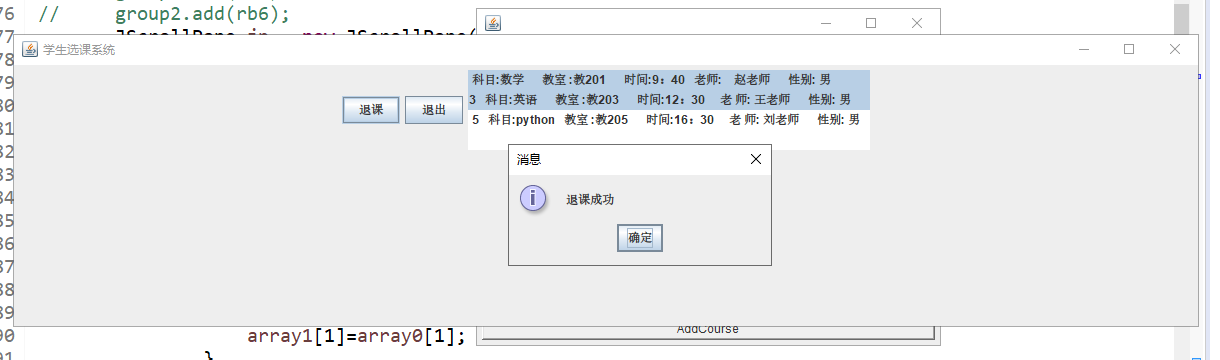 76 // group2.add(rb6);
学生选课系统
78
79
80
81
82
83
84
85
86
87
88
89
退课 退出
科目:数学 教室:教201 时间:9：40 老师: 赵老师 性别: 男
3 科目:英语 教室:教203 时间:12：30 老 师: 王老师 性别: 男
5 科目:python 教室:教205 时间:16：30 老 师: 刘老师 性别: 男
消息
退课成功
确定
AddCourse
90 array1[1]=array0[1];
91 }